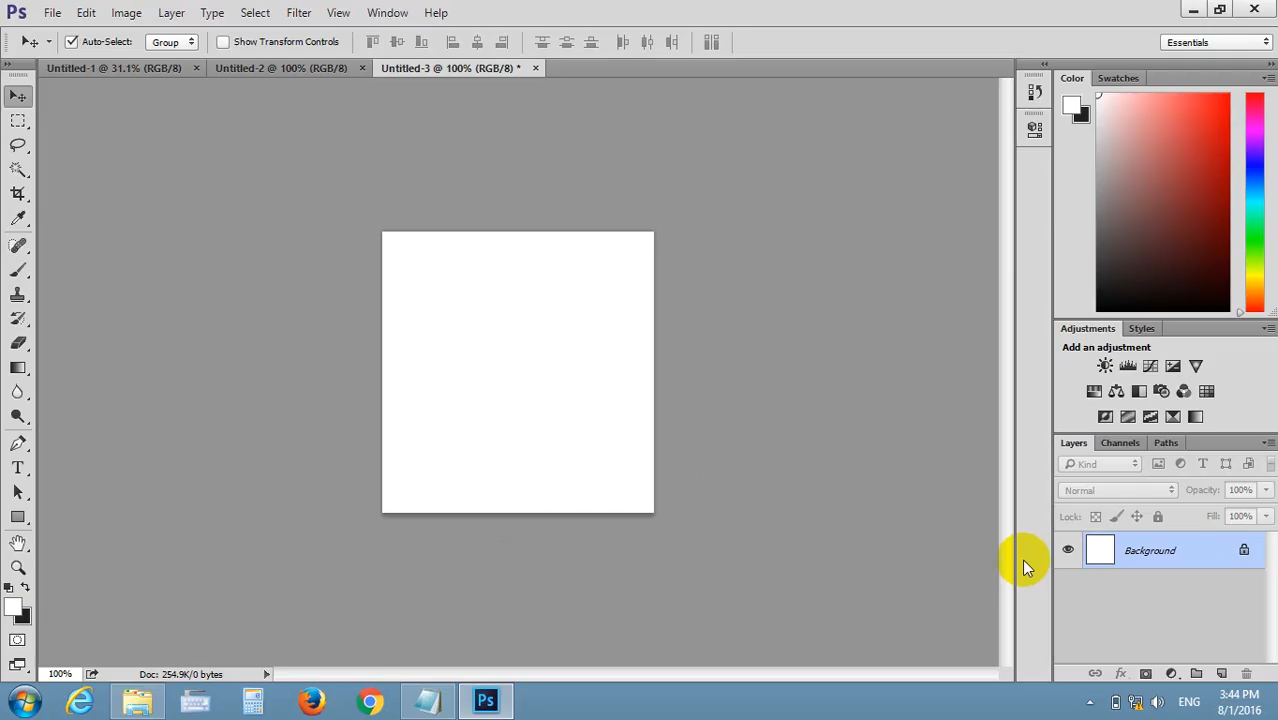 Ps File Edit Image Layer Type Select Filter 3D View Window Help
Auto-Select: Group Show Transform Controls Essentials
Untitled-1 @ 31.1% (RGB/8) × Untitled-2 @ 100% (RGB/8) × Untitled-3 @ 100% (RGB/8) * ×
Color Swatches
Adjustments Styles
Add an adjustment
Layers Channels Paths
Kind
Normal Opacity: 100%
Lock: Fill: 100%
Background
fx
100% Doc: 254.9K/0 bytes
Ps ENG 3:44 PM
8/1/2016